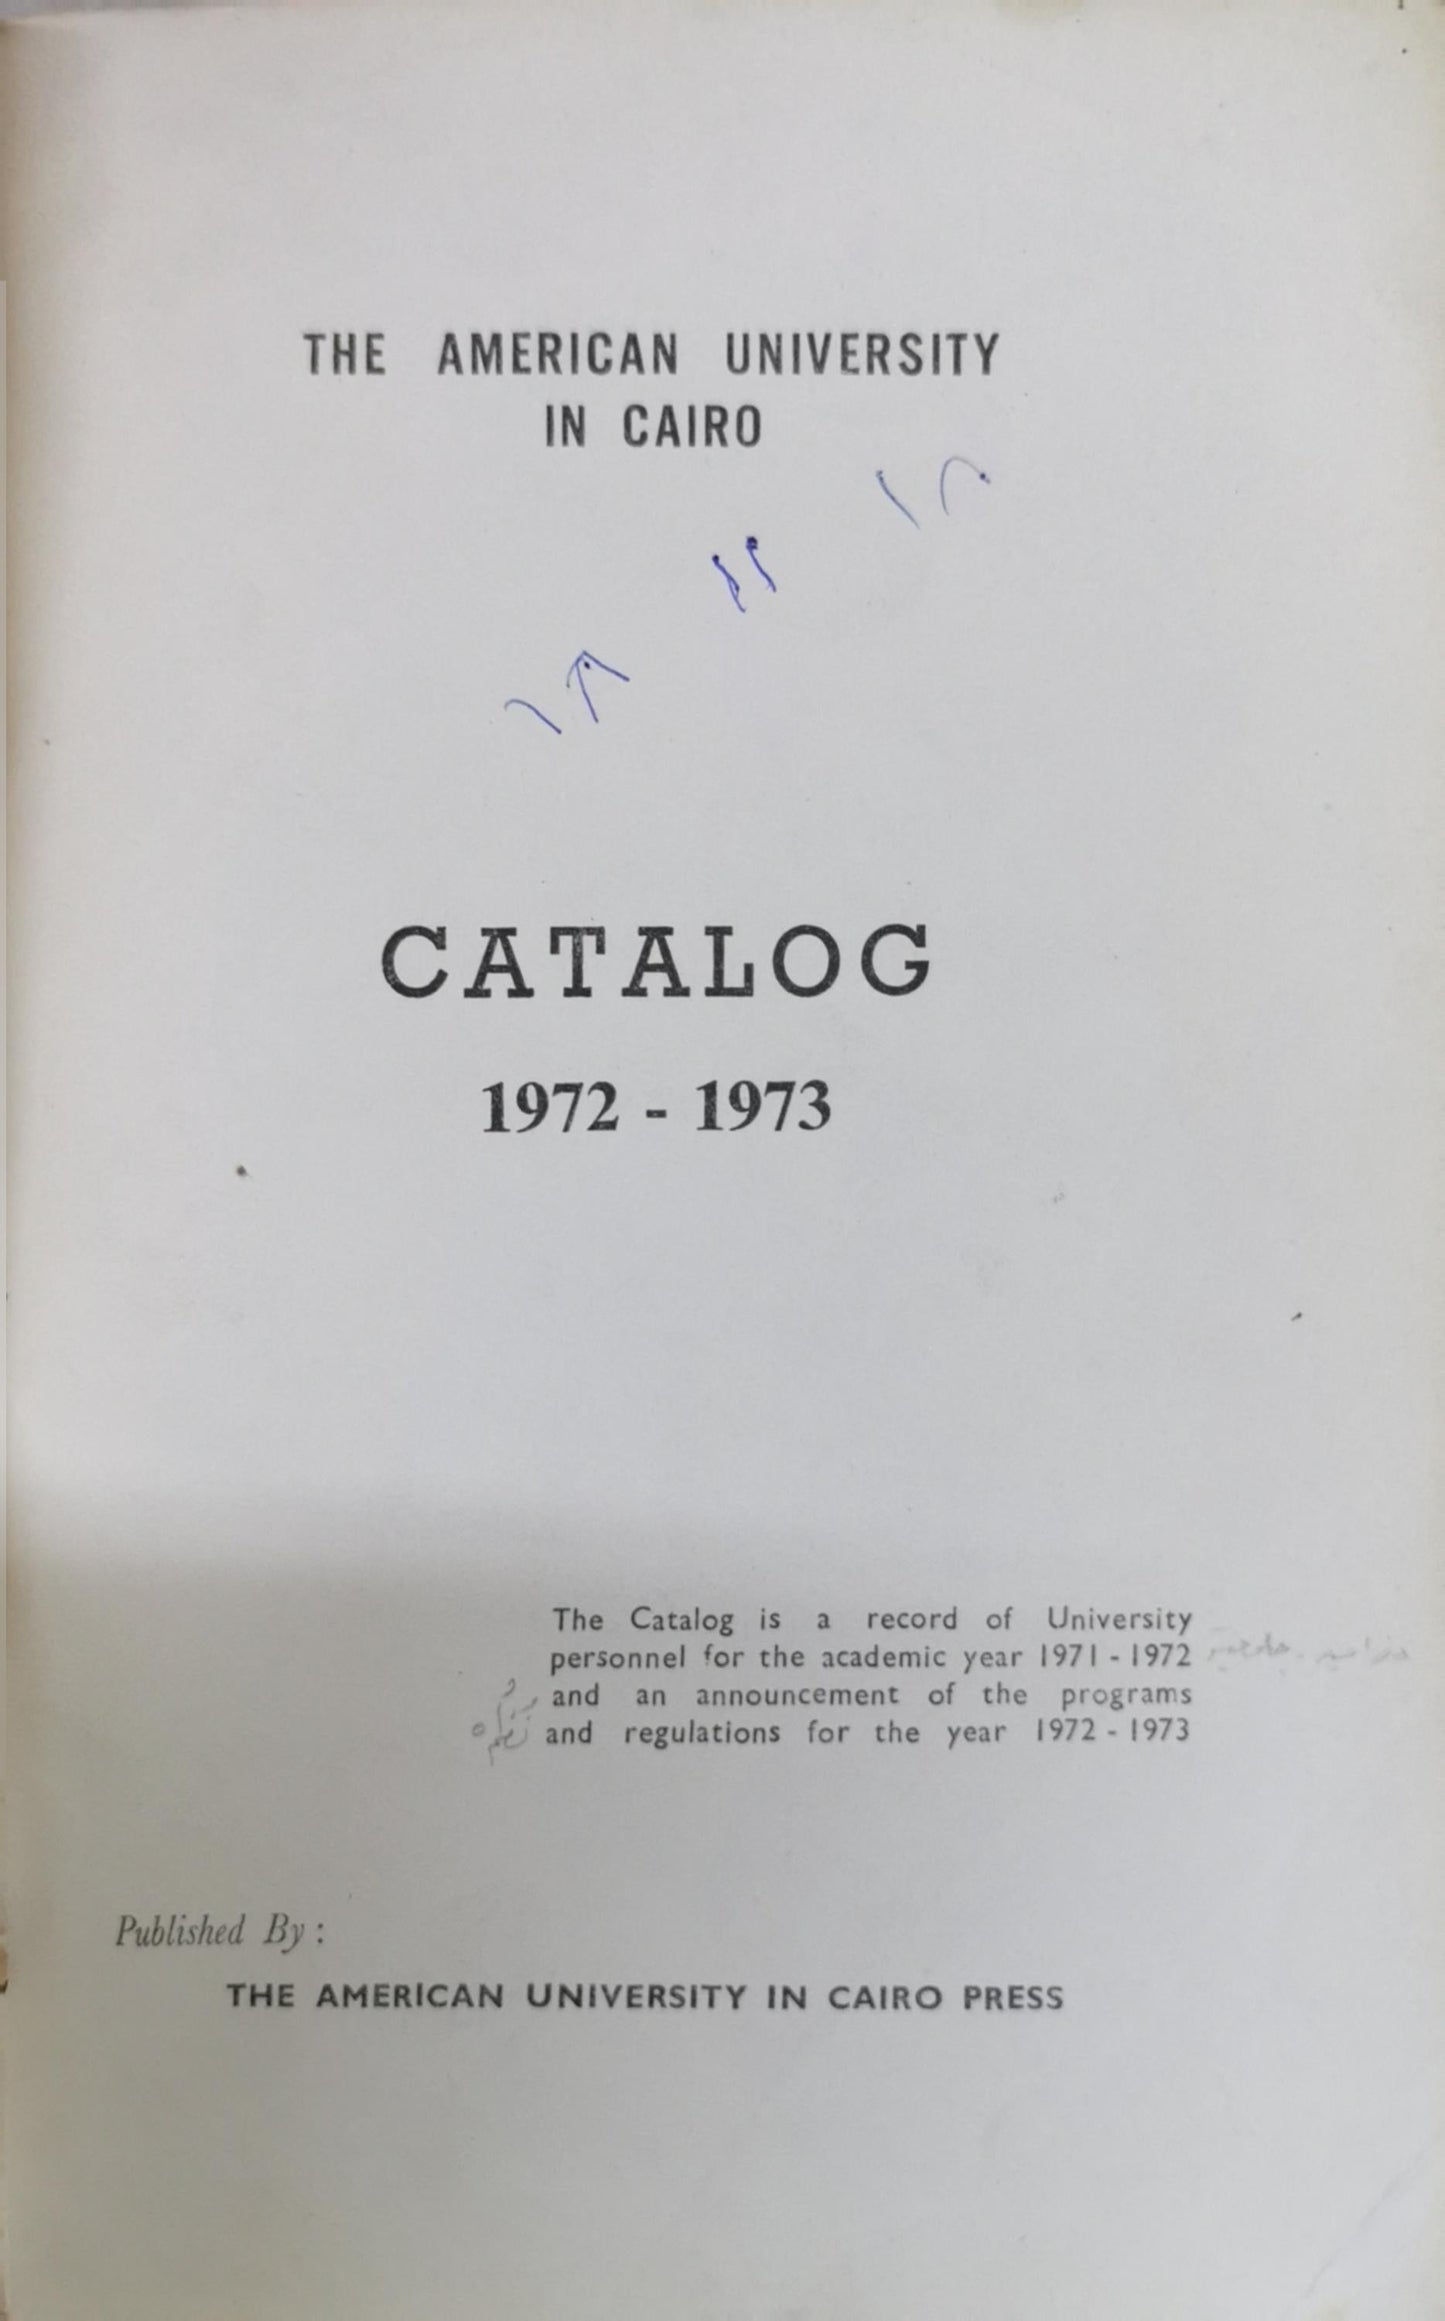 THE AMERICAN UNIVERSITY
IN CAIRO
CATALOG
1972 - 1973
The Catalog is a record of University
personnel for the academic year 1971 - 1972
and an announcement of the programs
and regulations for the year 1972 - 1973
Published By :
THE AMERICAN UNIVERSITY IN CAIRO PRESS